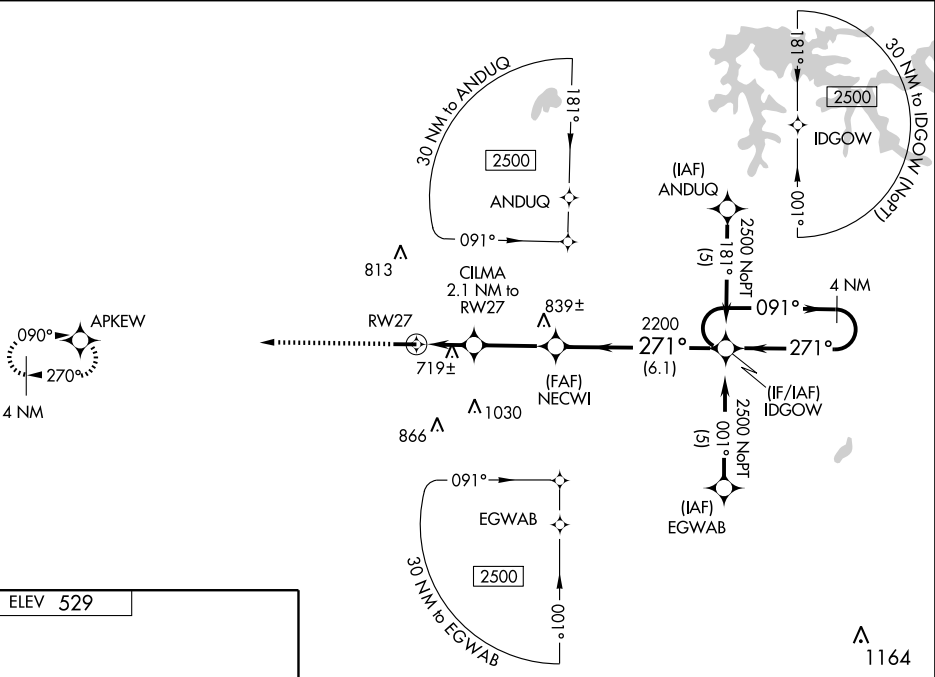 30 NM to ANDUQ
181°
2500
ANDUQ
091°
181°
30 NM to IDGOW (NoPT)
2500
IDGOW
001°
(IAF)
ANDUQ
2500 NoPT
181°
(5)
813
CILMA
2.1 NM to
RW27
839±
2200
271°
(6.1)
091°
4 NM
271°
090°
APKEW
270°
4 NM
RW27
719±
(FAF)
NECWI
(IF/IAF)
IDGOW
1030
866
2500 NoPT
001°
(5)
(IAF)
EGWAB
091°
EGWAB
2500
30 NM to EGWAB
001°
ELEV 529
1164